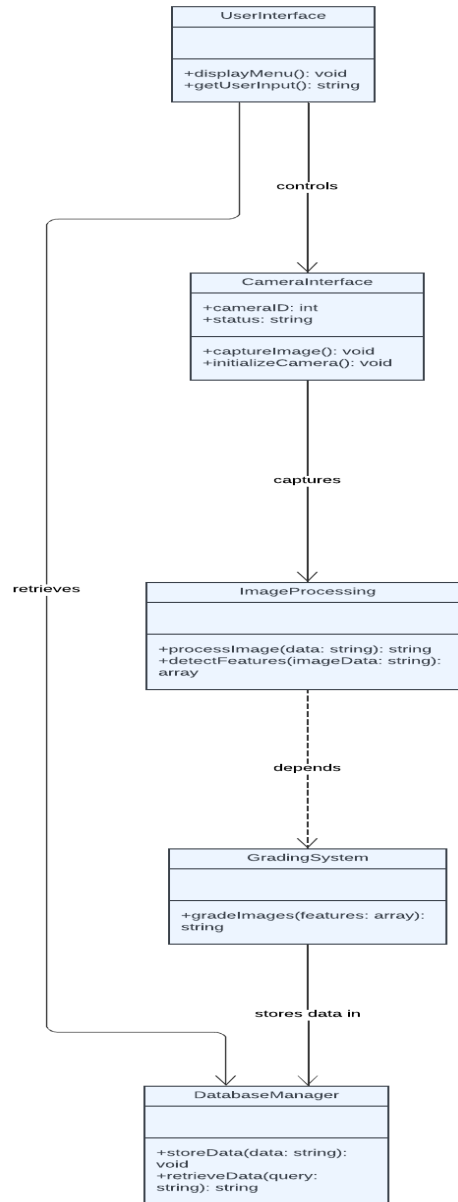 UserInterface
+displayMenu(): void
+getUserInput(): string
controls
CameraInterface
+cameraID: int
+status: string
+captureImage(): void
+initializeCamera(): void
captures
retrieves
ImageProcessing
+processImage(data: string): string
+detectFeatures(imageData: string):
array
depends
GradingSystem
+gradeImages(features: array):
string
stores data in
DatabaseManager
+storeData(data: string):
void
+retrieveData(query:
string): string